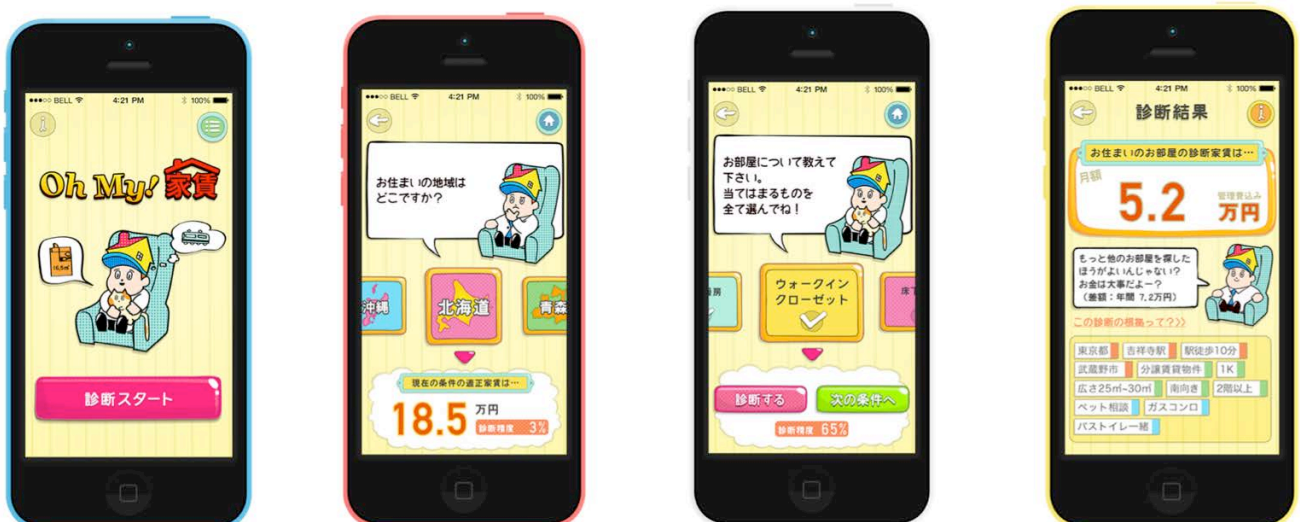 ●●●○○ BELL 4:21 PM 100%
Oh My! 家賃
16.5㎡
診断スタート
●●●○○ BELL 4:21 PM 100%
お住まいの地域は
どこですか?
沖縄
北海道
青森
現在の条件の適正家賃は…
18.5 万円
診断精度 3%
●●●○○ BELL 4:21 PM 100%
お部屋について教えて
下さい。
当てはまるものを
全て選んでね!
暖房
ウォークイン
クローゼット
床下
診断する
次の条件へ
診断精度 65%
●●●○○ BELL 4:21 PM 100%
診断結果
お住まいのお部屋の診断家賃は…
月額
5.2
管理費込み
万円
もっと他のお部屋を探した
ほうがよいんじゃない?
お金は大事だよー?
(差額:年間 7.2万円)
この診断の根拠って?>>
東京都 吉祥寺駅 駅徒歩10分
武蔵野市 分譲賃貸物件 1K
広さ25㎡-30㎡ 南向き 2階以上
ペット相談 ガスコンロ
バストイレ一緒